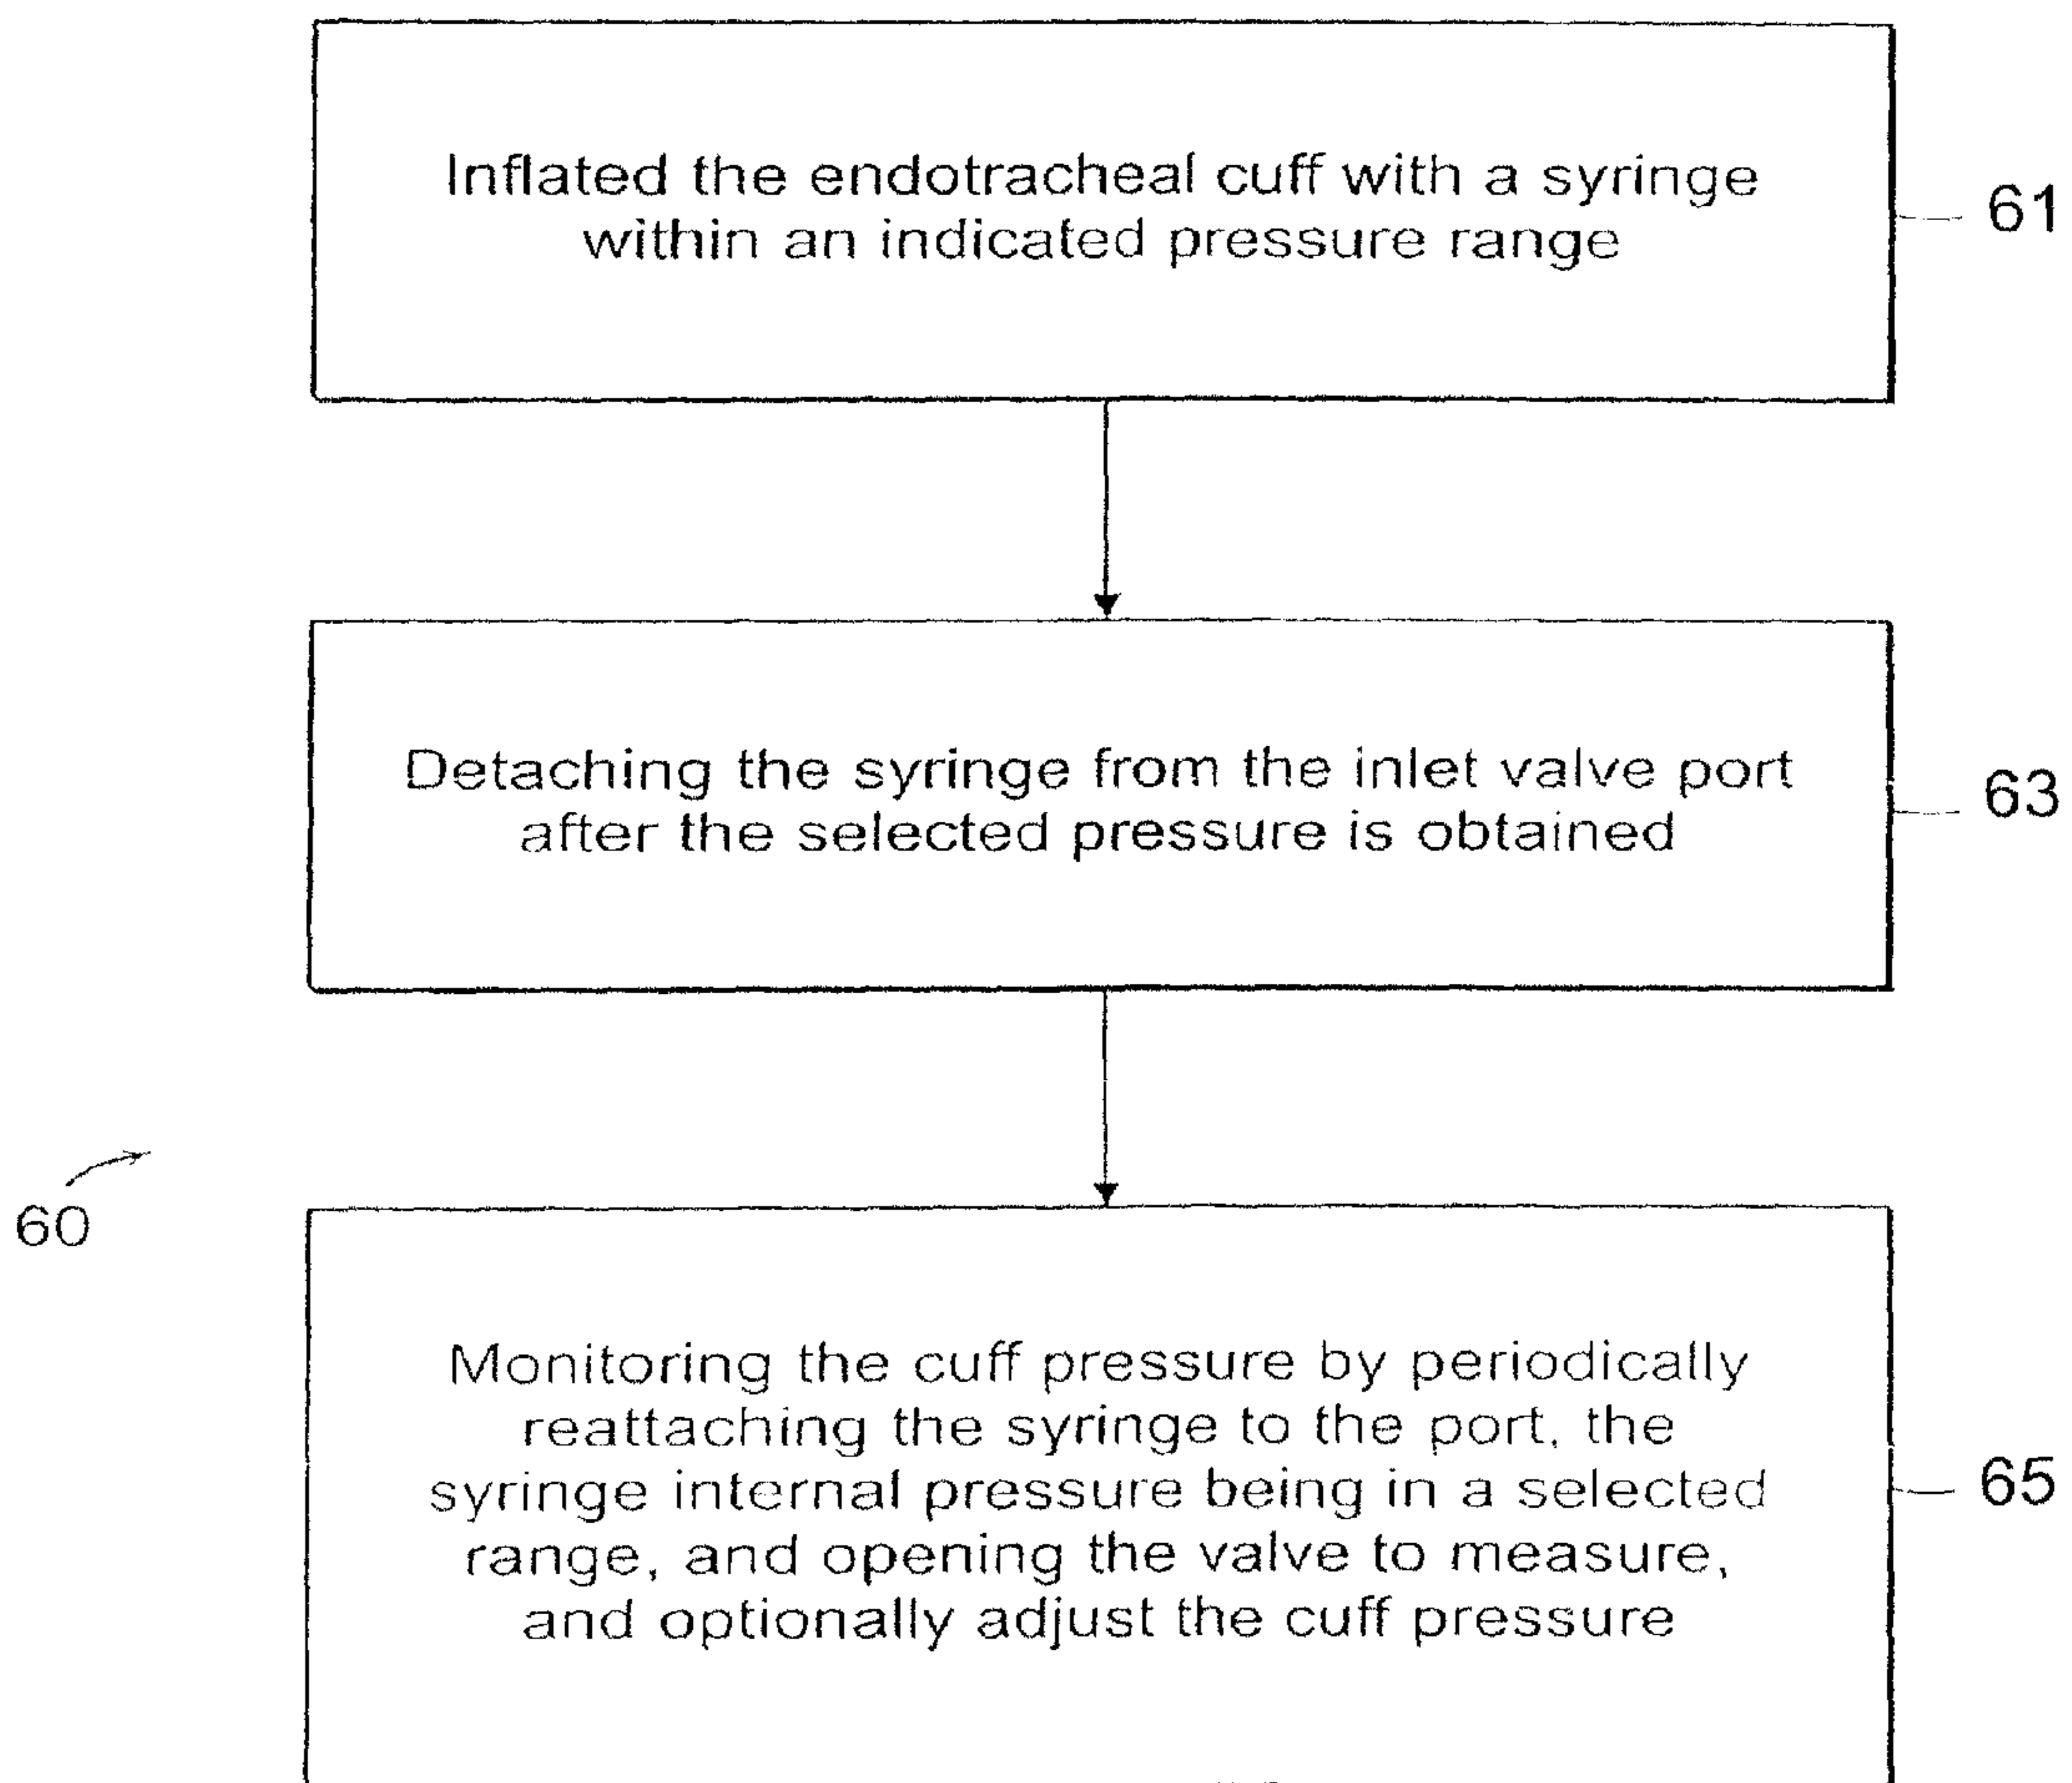 Inflated the endotracheal cuff with a syringe
within an indicated pressure range
61
Detaching the syringe from the inlet valve port
after the selected pressure is obtained
63
60
Monitoring the cuff pressure by periodically
reattaching the syringe to the port, the
syringe internal pressure being in a selected
range, and opening the valve to measure,
and optionally adjust the cuff pressure
65